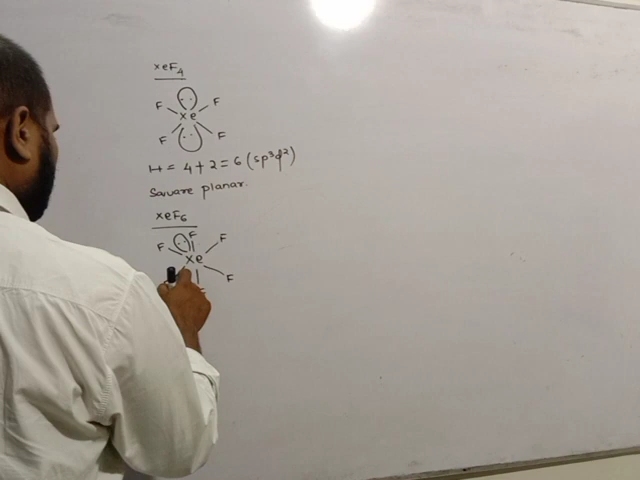 XeF4
F F
Xe
F F
H = 4 + 2 = 6 (sp³d²)
Square planar.
XeF6
F
F F
Xe
F